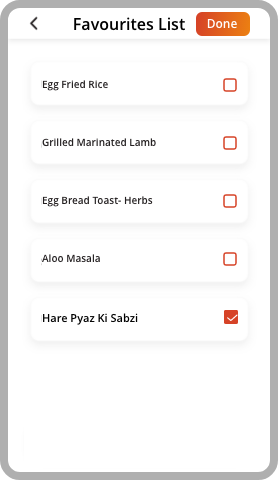 Favourites List
Done
Egg Fried Rice
Grilled Marinated Lamb
Egg Bread Toast- Herbs
Aloo Masala
Hare Pyaz Ki Sabzi